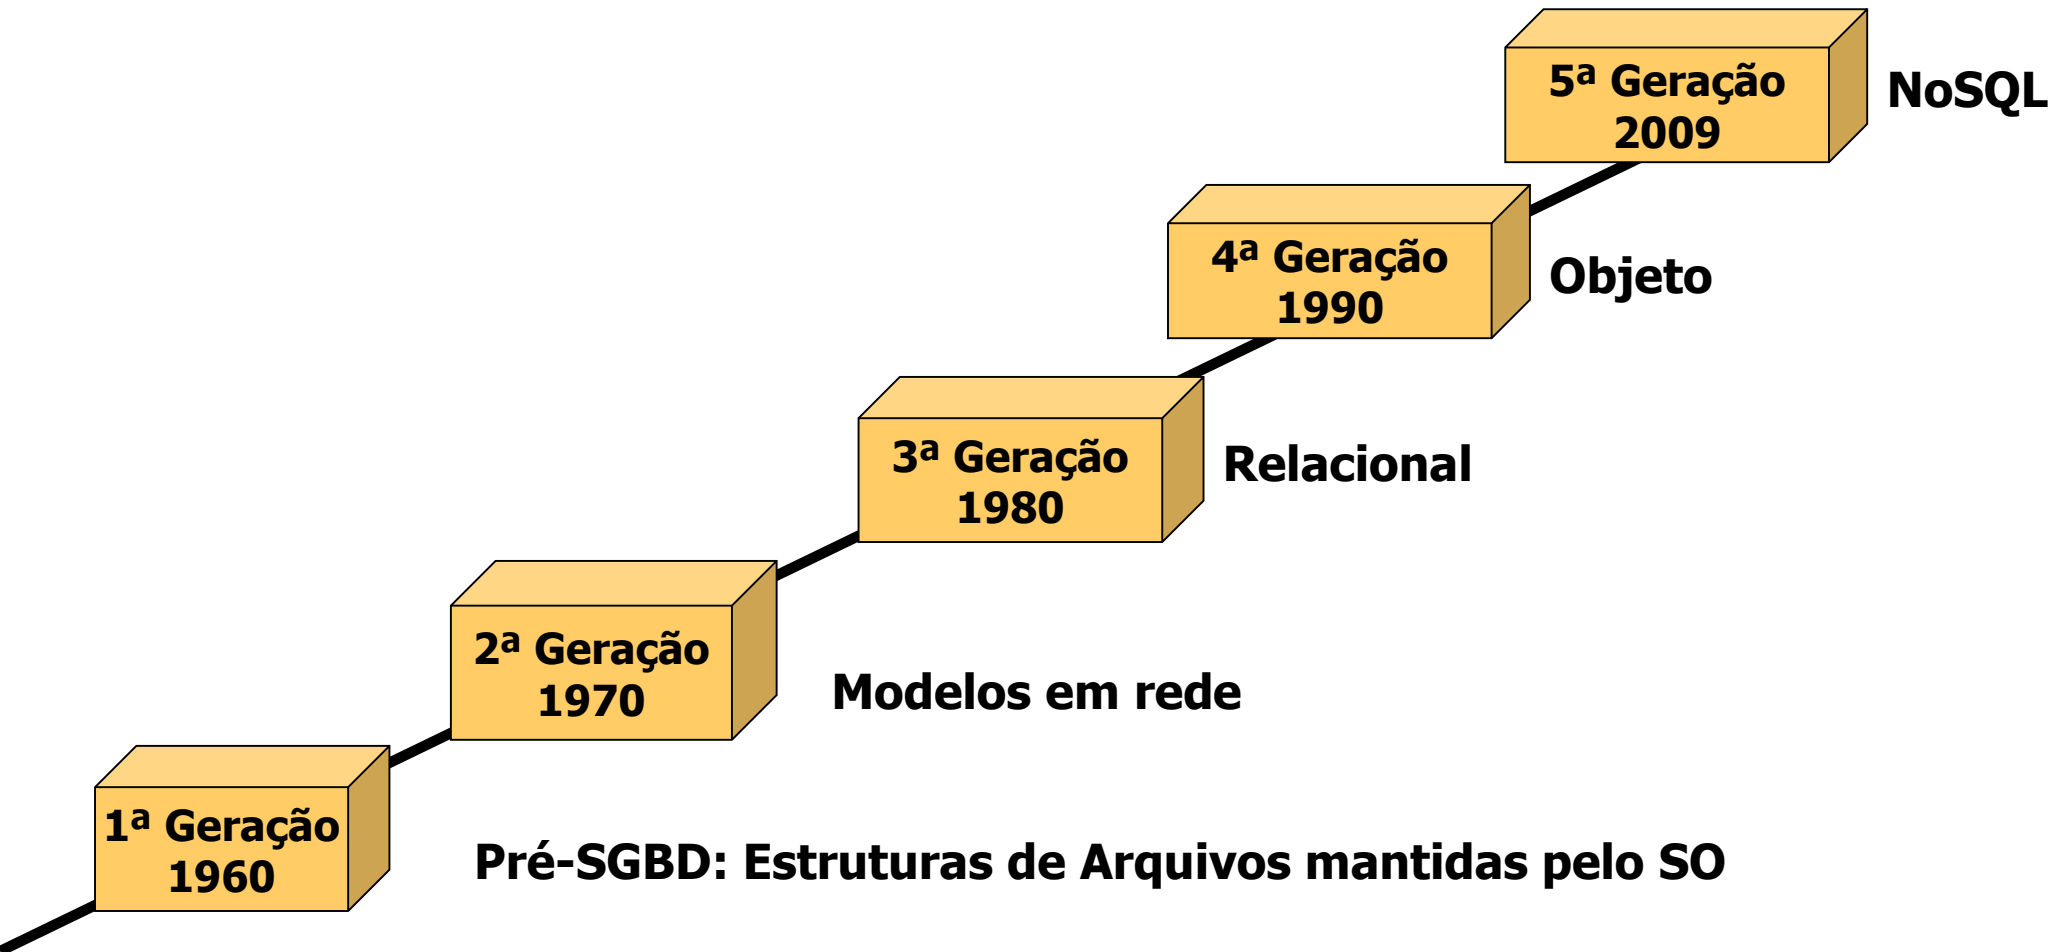 5ª Geração
2009
NoSQL
4ª Geração
1990
Objeto
3ª Geração
1980
Relacional
2ª Geração
1970
Modelos em rede
1ª Geração
1960
Pré-SGBD: Estruturas de Arquivos mantidas pelo SO